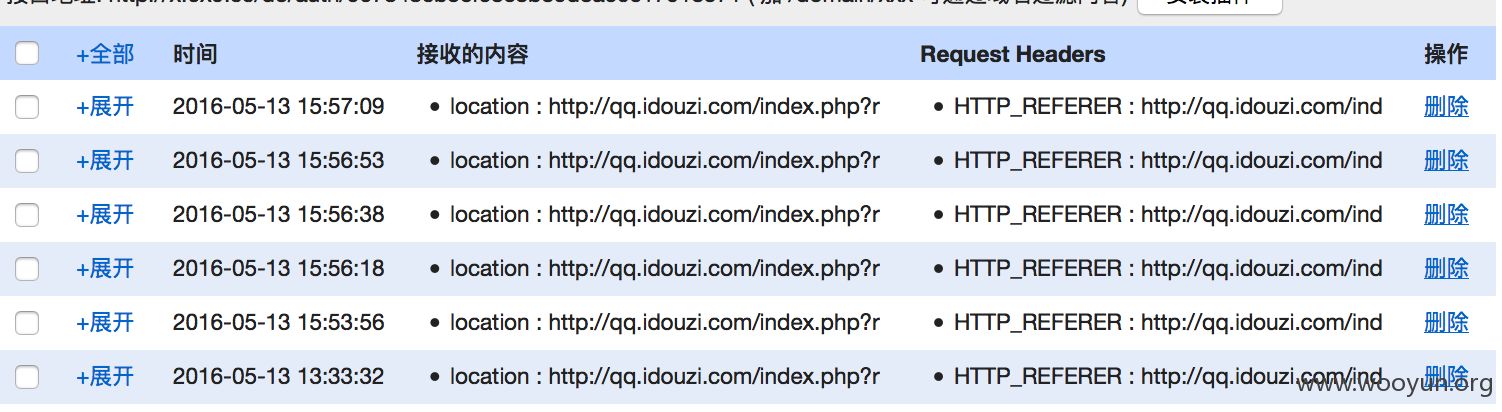 +全部 时间 接收的内容 Request Headers 操作
+展开 2016-05-13 15:57:09 • location : http://qq.idouzi.com/index.php?r • HTTP_REFERER : http://qq.idouzi.com/ind 删除
+展开 2016-05-13 15:56:53 • location : http://qq.idouzi.com/index.php?r • HTTP_REFERER : http://qq.idouzi.com/ind 删除
+展开 2016-05-13 15:56:38 • location : http://qq.idouzi.com/index.php?r • HTTP_REFERER : http://qq.idouzi.com/ind 删除
+展开 2016-05-13 15:56:18 • location : http://qq.idouzi.com/index.php?r • HTTP_REFERER : http://qq.idouzi.com/ind 删除
+展开 2016-05-13 15:53:56 • location : http://qq.idouzi.com/index.php?r • HTTP_REFERER : http://qq.idouzi.com/ind 删除
+展开 2016-05-13 13:33:32 • location : http://qq.idouzi.com/index.php?r • HTTP_REFERER : http://qq.idouzi.com/ind 删除
www.wooyun.org